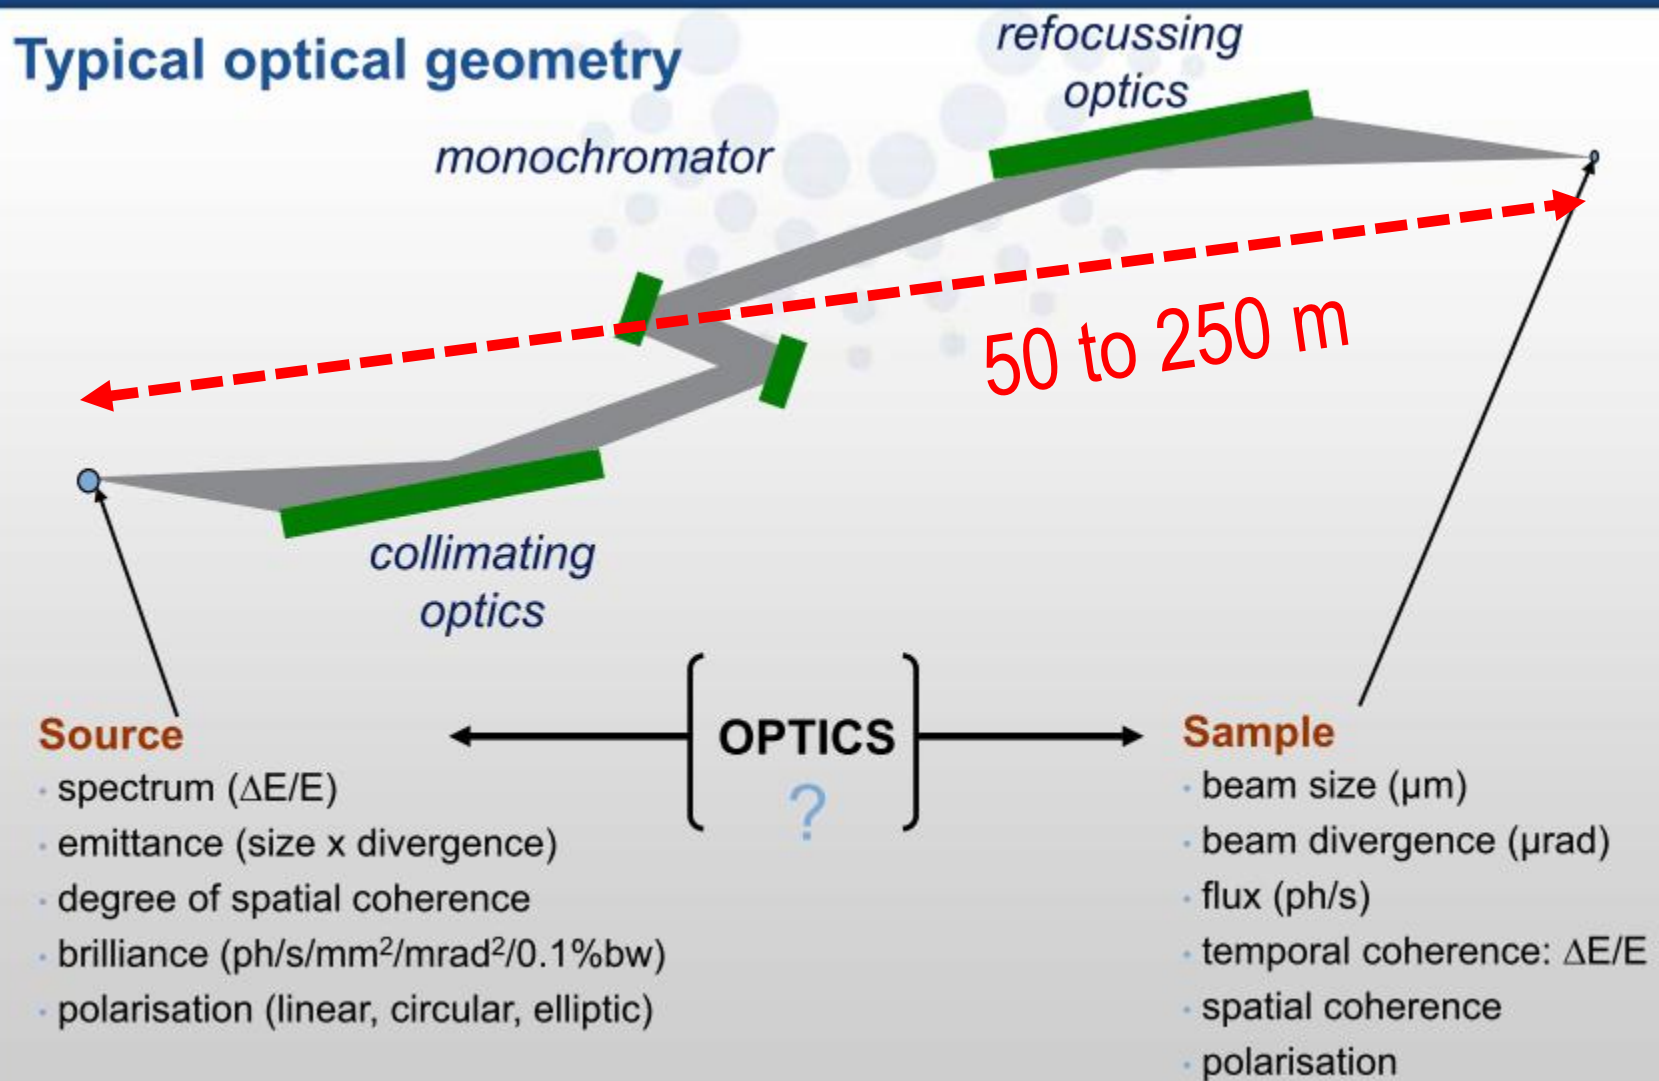 Typical optical geometry
refocussing
optics
monochromator
50 to 250 m
collimating
optics
OPTICS
?
Source
· spectrum (∆E/E)
· emittance (size x divergence)
· degree of spatial coherence
· brilliance (ph/s/mm²/mrad²/0.1%bw)
· polarisation (linear, circular, elliptic)
Sample
· beam size (µm)
· beam divergence (µrad)
· flux (ph/s)
· temporal coherence: ∆E/E
· spatial coherence
· polarisation